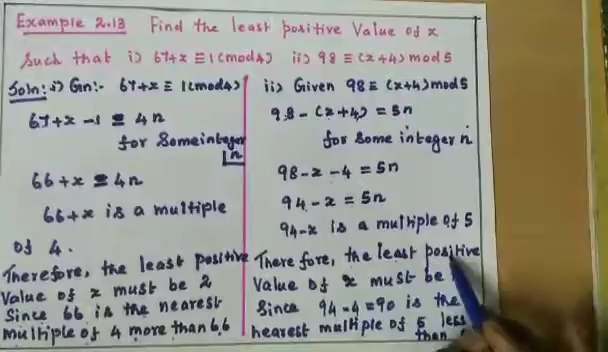 Example 2.13 Find the least positive Value of x
Such that i) 67+x ≡ 1(mod4) ii) 98 ≡ (x+4) mod 5
Soln: i) Gn:- 67+x ≡ 1(mod4)
67+x-1 = 4n
for Some integer
n
66+x = 4n
66+x is a multiple
of 4.
Therefore, the least positive
Value of x must be 2
Since 66 is the nearest
multiple of 4 more than 66
ii) Given 98 ≡ (x+4) mod 5
98-(x+4) = 5n
for Some integer n
98-x-4 = 5n
94-x = 5n
94-x is a multiple of 5
Therefore, the least positive
Value of x must be
Since 94-4=90 is the
nearest multiple of 5 less
than